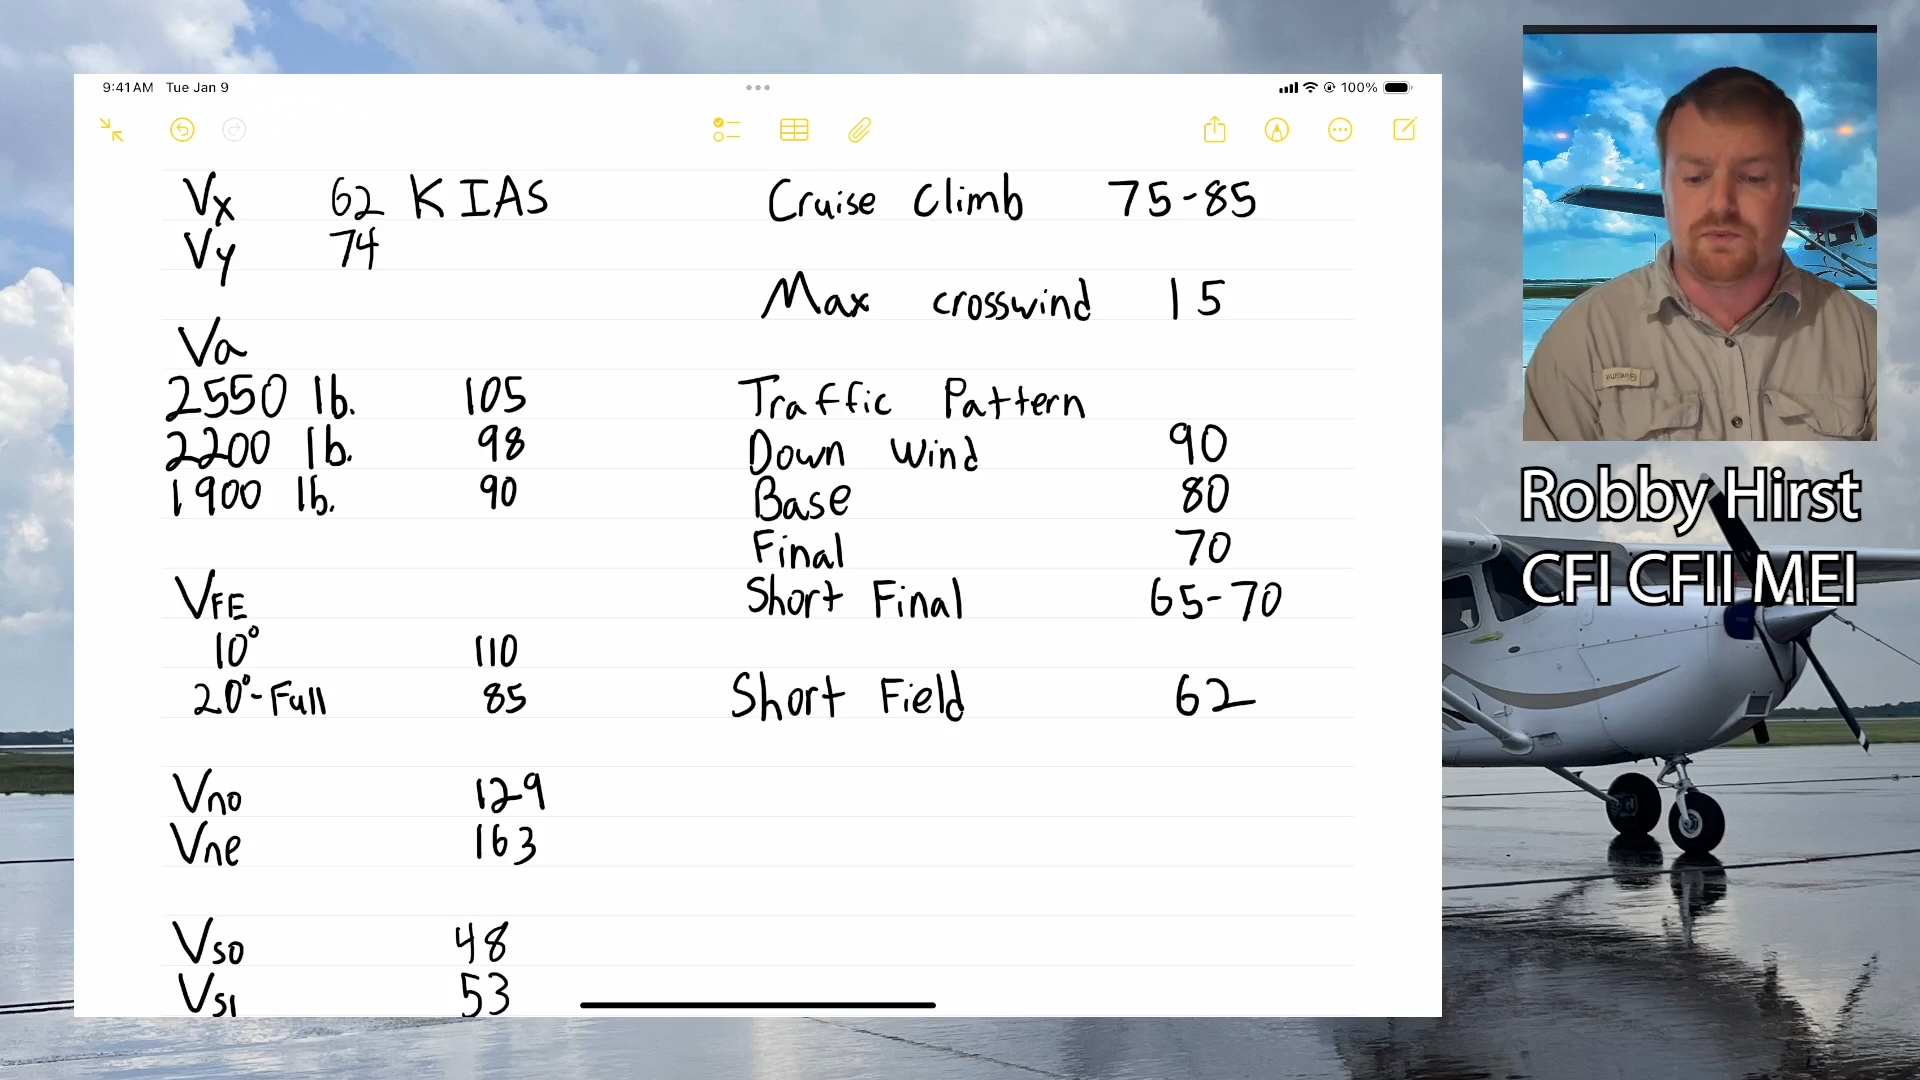 9:41 AM Tue Jan 9
100%
Vx 62 KIAS
Vy 74
Va
2550 lb. 105
2200 lb. 98
1900 lb. 90
VFE
10° 110
20°-Full 85
Vno 129
Vne 163
Vso 48
Vs1 53
Cruise Climb 75-85
Max crosswind 15
Traffic Pattern
Down Wind 90
Base 80
Final 70
Short Final 65-70
Short Field 62
Robby Hirst
CFI CFII MEI